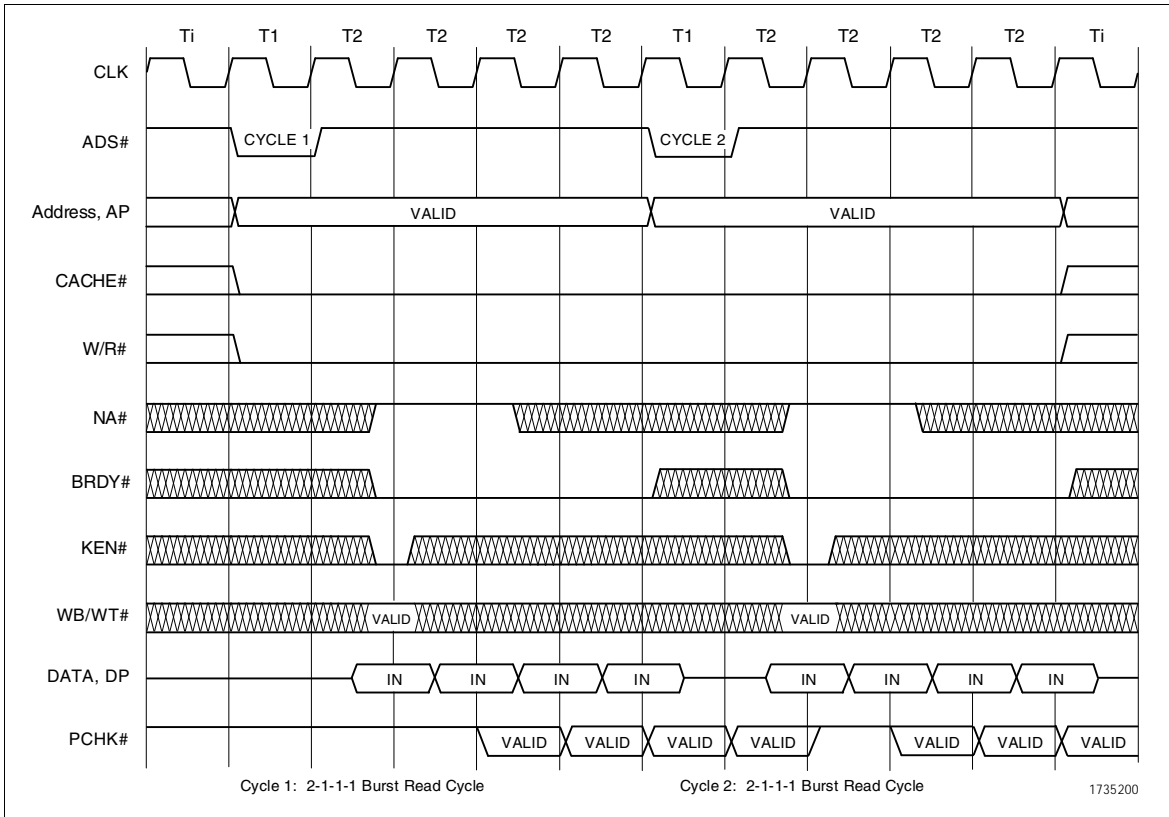 Ti T1 T2 T2 T2 T2 T1 T2 T2 T2 T2 Ti
CLK
ADS# CYCLE 1 CYCLE 2
Address, AP VALID VALID
CACHE#
W/R#
NA#
BRDY#
KEN#
WB/WT# VALID VALID
DATA, DP IN IN IN IN IN IN IN IN
PCHK# VALID VALID VALID VALID VALID VALID VALID
Cycle 1: 2-1-1-1 Burst Read Cycle Cycle 2: 2-1-1-1 Burst Read Cycle 1735200